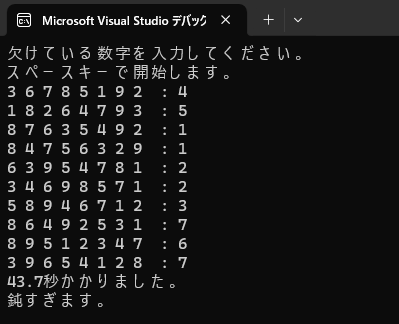 Microsoft Visual Studio デバック
欠けている数字を入力してください。
スペースキーで開始します。
3 6 7 8 5 1 9 2 : 4
1 8 2 6 4 7 9 3 : 5
8 7 6 3 5 4 9 2 : 1
8 4 7 5 6 3 2 9 : 1
6 3 9 5 4 7 8 1 : 2
3 4 6 9 8 5 7 1 : 2
5 8 9 4 6 7 1 2 : 3
8 6 4 9 2 5 3 1 : 7
8 9 5 1 2 3 4 7 : 6
3 9 6 5 4 1 2 8 : 7
43.7秒かかりました。
鈍すぎます。